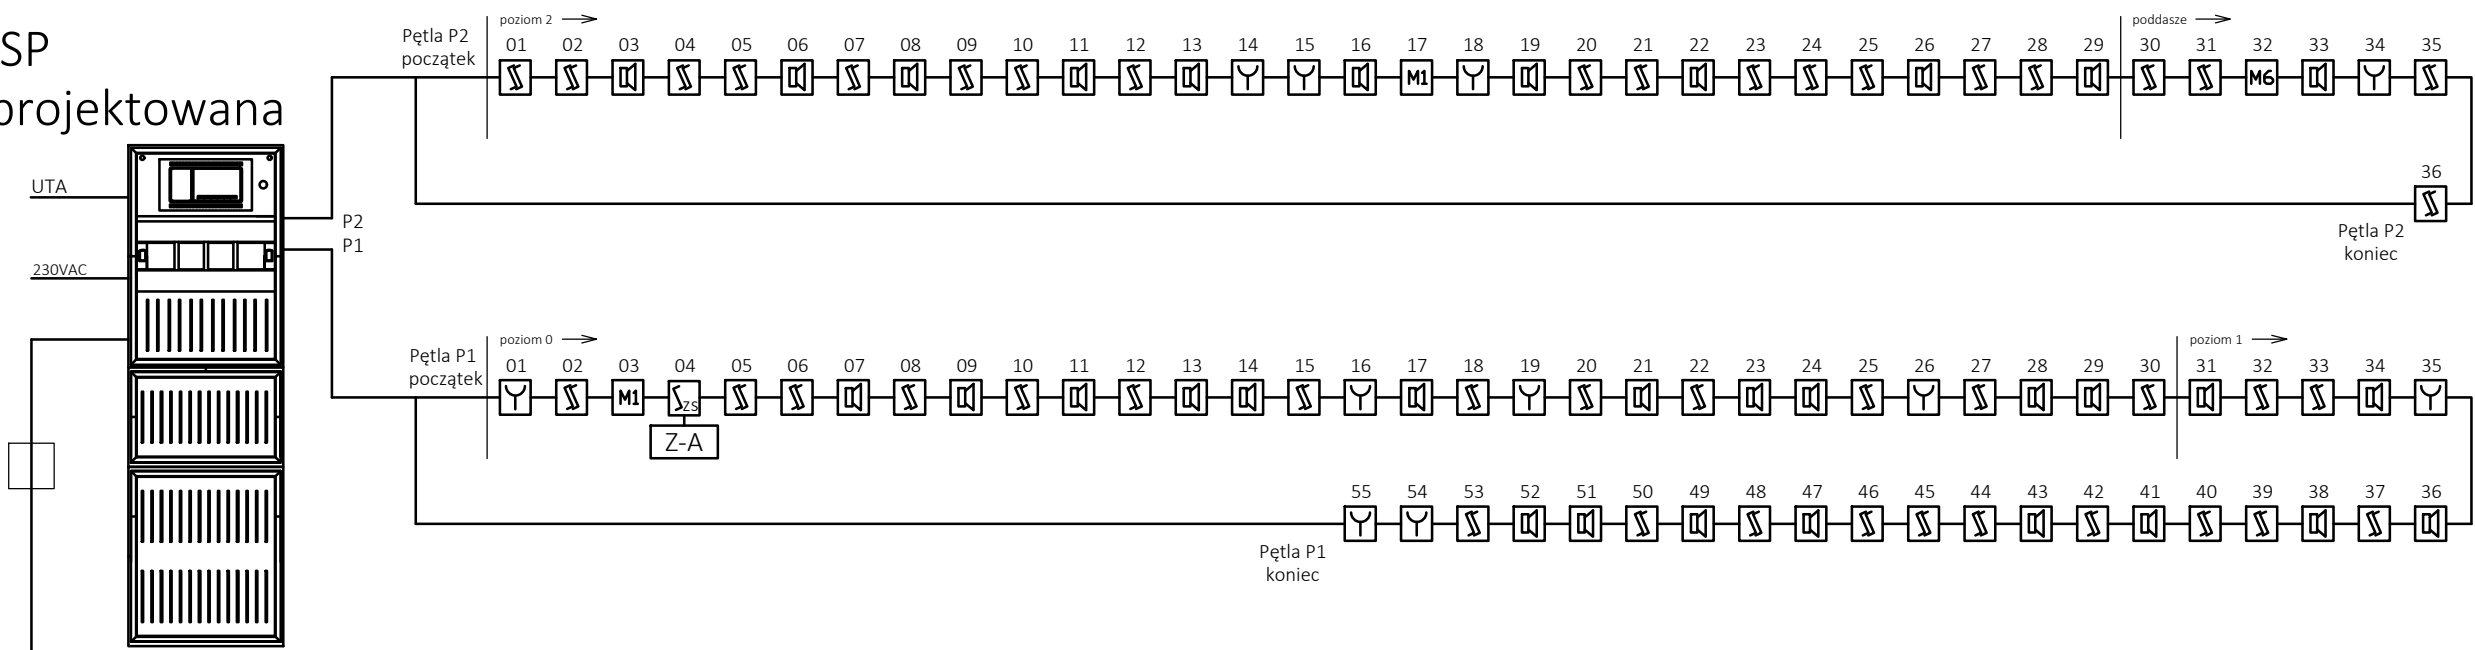 SP
projektowana
UTA
230VAC
P2
P1
Pętla P2
początek
poziom 2
poddasze
01 02 03 04 05 06 07 08 09 10 11 12 13 14 15 16 17 18 19 20 21 22 23 24 25 26 27 28 29 30 31 32 33 34 35
M1 M6
36
Pętla P2
koniec
Pętla P1
początek
poziom 0
poziom 1
01 02 03 04 05 06 07 08 09 10 11 12 13 14 15 16 17 18 19 20 21 22 23 24 25 26 27 28 29 30 31 32 33 34 35
M1 ZS
Z-A
55 54 53 52 51 50 49 48 47 46 45 44 43 42 41 40 39 38 37 36
Pętla P1
koniec